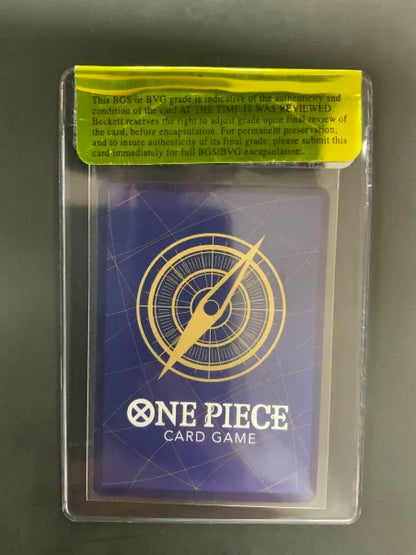 This BGS or BVG grade is indicative of the authenticity and
condition of the card AT THE TIME IT WAS REVIEWED.
Beckett reserves the right to adjust grade upon final review of
the card, before encapsulation. For permanent preservation,
and to insure authenticity of its final grade, please submit this
card immediately for full BGS/BVG encapsulation.
ONE PIECE
CARD GAME